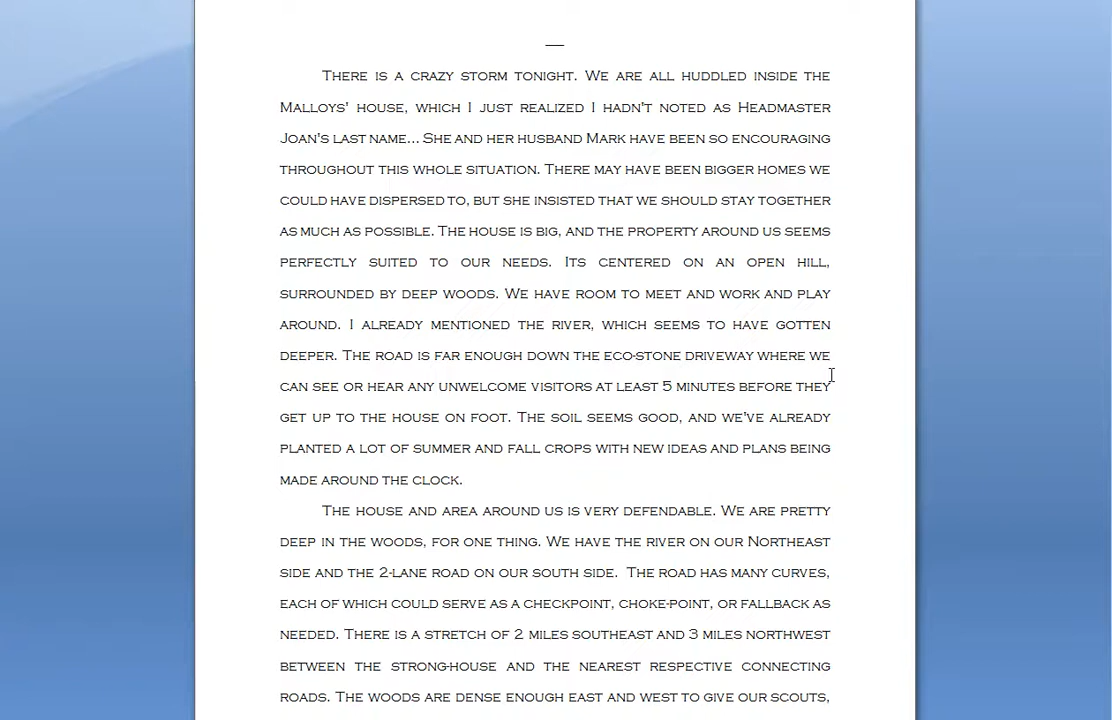 —
There is a crazy storm tonight. We are all huddled inside the
Malloys' house, which I just realized I hadn't noted as Headmaster
Joan's last name... She and her husband Mark have been so encouraging
throughout this whole situation. There may have been bigger homes we
could have dispersed to, but she insisted that we should stay together
as much as possible. The house is big, and the property around us seems
perfectly suited to our needs. Its centered on an open hill,
surrounded by deep woods. We have room to meet and work and play
around. I already mentioned the river, which seems to have gotten
deeper. The road is far enough down the eco-stone driveway where we
can see or hear any unwelcome visitors at least 5 minutes before they
get up to the house on foot. The soil seems good, and we've already
planted a lot of summer and fall crops with new ideas and plans being
made around the clock.
The house and area around us is very defendable. We are pretty
deep in the woods, for one thing. We have the river on our Northeast
side and the 2-lane road on our south side. The road has many curves,
each of which could serve as a checkpoint, choke-point, or fallback as
needed. There is a stretch of 2 miles southeast and 3 miles northwest
between the strong-house and the nearest respective connecting
roads. The woods are dense enough east and west to give our scouts,